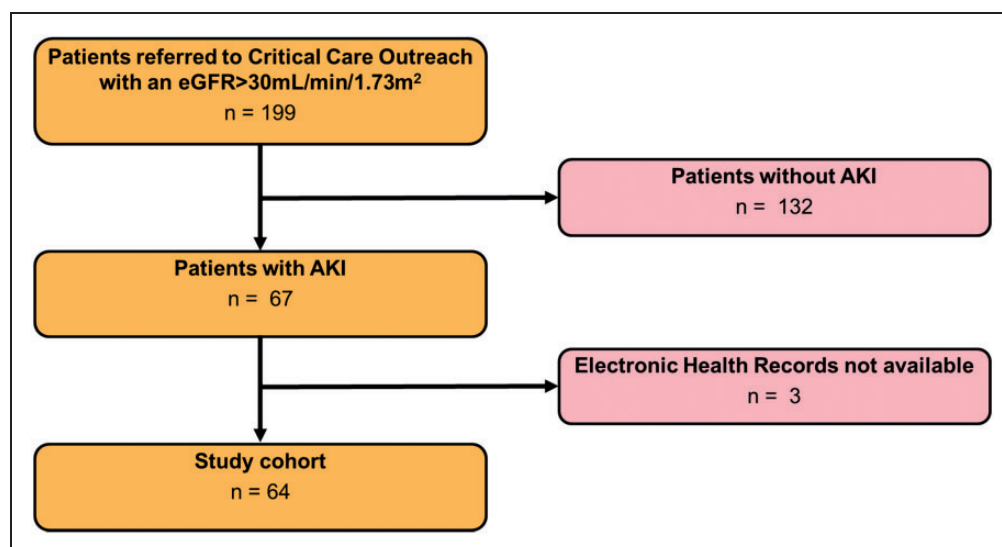 Patients referred to Critical Care Outreach
with an eGFR>30mL/min/1.73m²
n = 199
Patients without AKI
n = 132
Patients with AKI
n = 67
Electronic Health Records not available
n = 3
Study cohort
n = 64